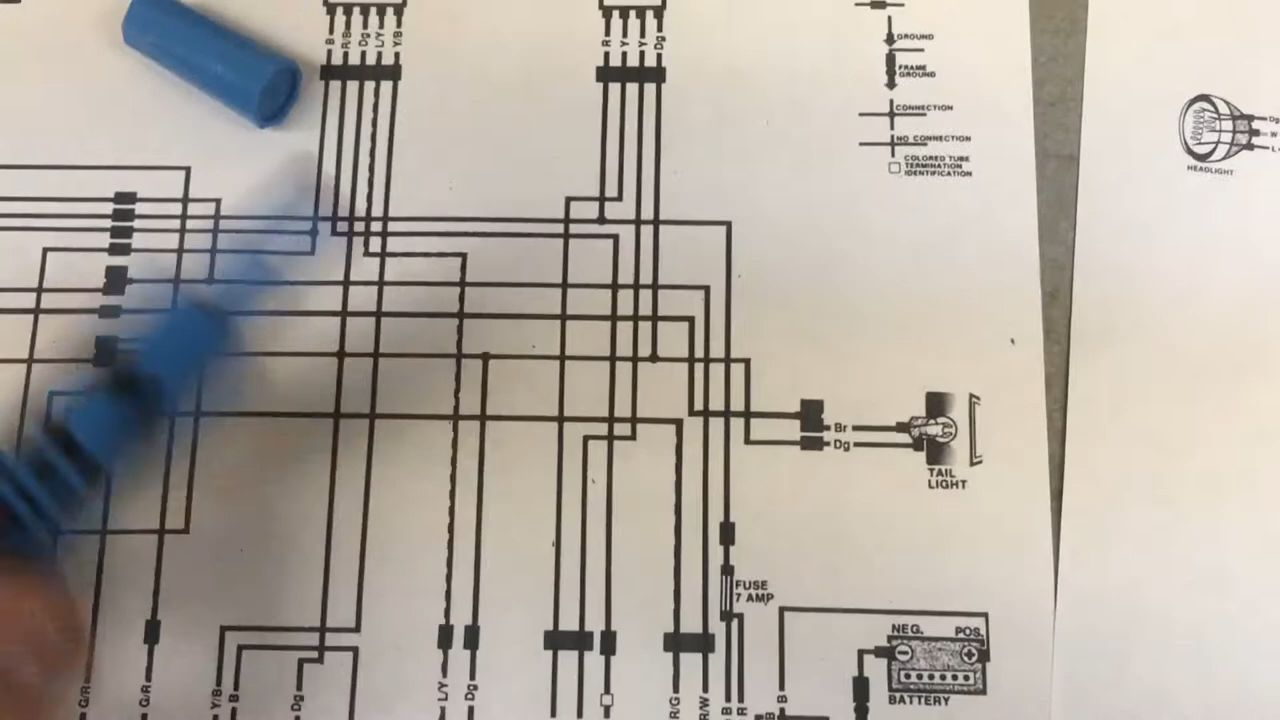 B
R/B
Dg
L/Y
Y/B
R
Y
Y
Dg
GROUND
FRAME
GROUND
CONNECTION
NO CONNECTION
COLORED TUBE
TERMINATION
IDENTIFICATION
Dg
W
L
HEADLIGHT
Br
Dg
TAIL
LIGHT
FUSE
7 AMP
NEG.
POS.
BATTERY
G/R
G/R
Y/B
B
Dg
L/Y
Dg
R/G
R/W
B
R
B
B